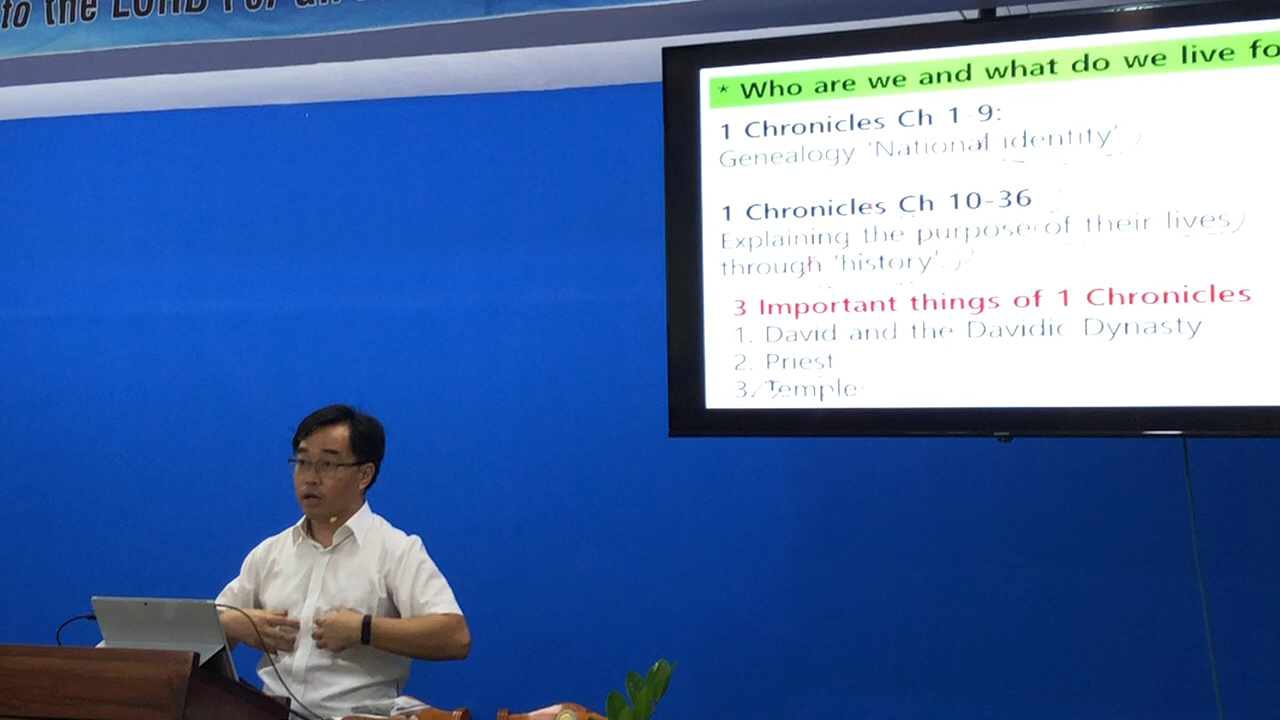 to the LORD For
* Who are we and what do we live fo
1 Chronicles Ch 1-9:
Genealogy 'National identity'
1 Chronicles Ch 10-36
Explaining the purpose of their lives
through 'history'.
3 Important things of 1 Chronicles
1. David and the Davidic Dynasty
2. Priest
3. Temple